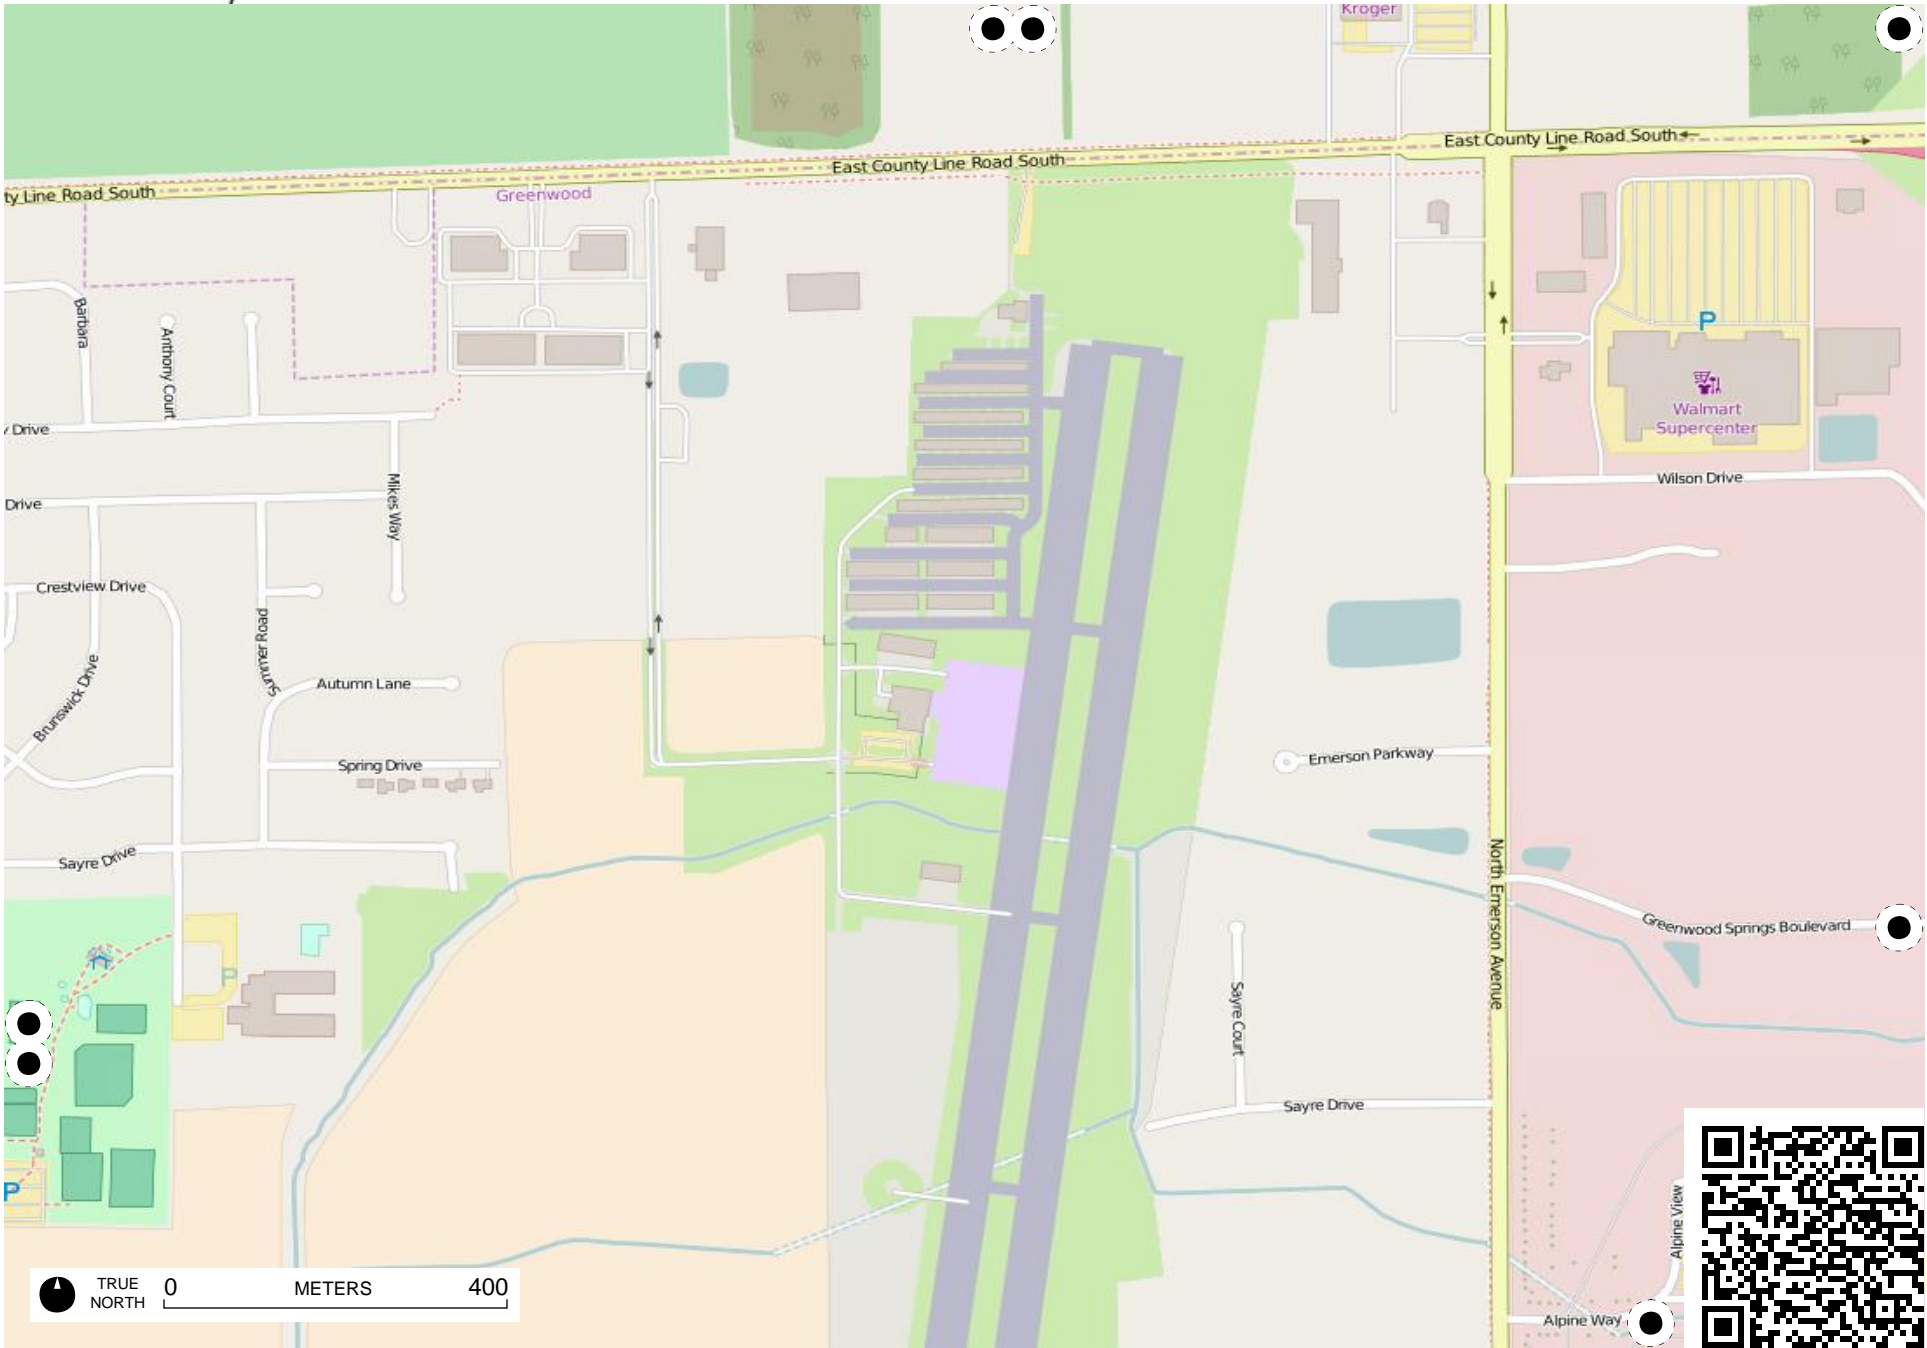 Kroger
East County Line Road South
East County Line Road South
ty Line Road South
Greenwood
Barbara
Anthony Court
P
Walmart
Supercenter
Drive
Mikes Way
Wilson Drive
Drive
Crestview Drive
Summer Road
Brunswick Drive
Autumn Lane
Emerson Parkway
Spring Drive
Sayre Drive
North Emerson Avenue
Greenwood Springs Boulevard
P
Sayre Court
Sayre Drive
P
Alpine View
TRUE
NORTH
0 METERS 400
Alpine Way